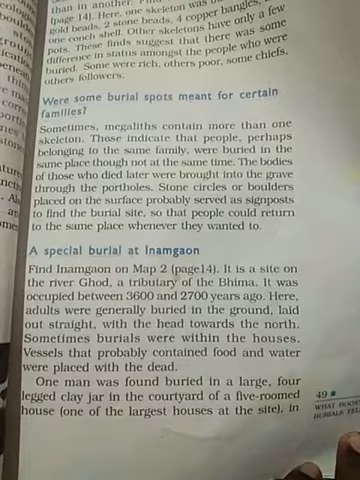 than in another.
(page 14). Here, one skeleton was
gold beads, 2 stone beads, 4 copper bangles,
one conch shell. Other skeletons have only a few
pots. These finds suggest that there was some
difference in status amongst the people who were
buried. Some were rich, others poor, some chiefs,
others followers.
Were some burial spots meant for certain
families?
Sometimes, megaliths contain more than one
skeleton. These indicate that people, perhaps
belonging to the same family, were buried in the
same place though not at the same time. The bodies
of those who died later were brought into the grave
through the portholes. Stone circles or boulders
placed on the surface probably served as signposts
to find the burial site, so that people could return
to the same place whenever they wanted to.
A special burial at Inamgaon
Find Inamgaon on Map 2 (page14). It is a site on
the river Ghod, a tributary of the Bhima. It was
occupied between 3600 and 2700 years ago. Here,
adults were generally buried in the ground, laid
out straight, with the head towards the north.
Sometimes burials were within the houses.
Vessels that probably contained food and water
were placed with the dead.
One man was found buried in a large, four
legged clay jar in the courtyard of a five-roomed
house (one of the largest houses at the site), in
49
WHAT BOOKS
BURIALS TEL